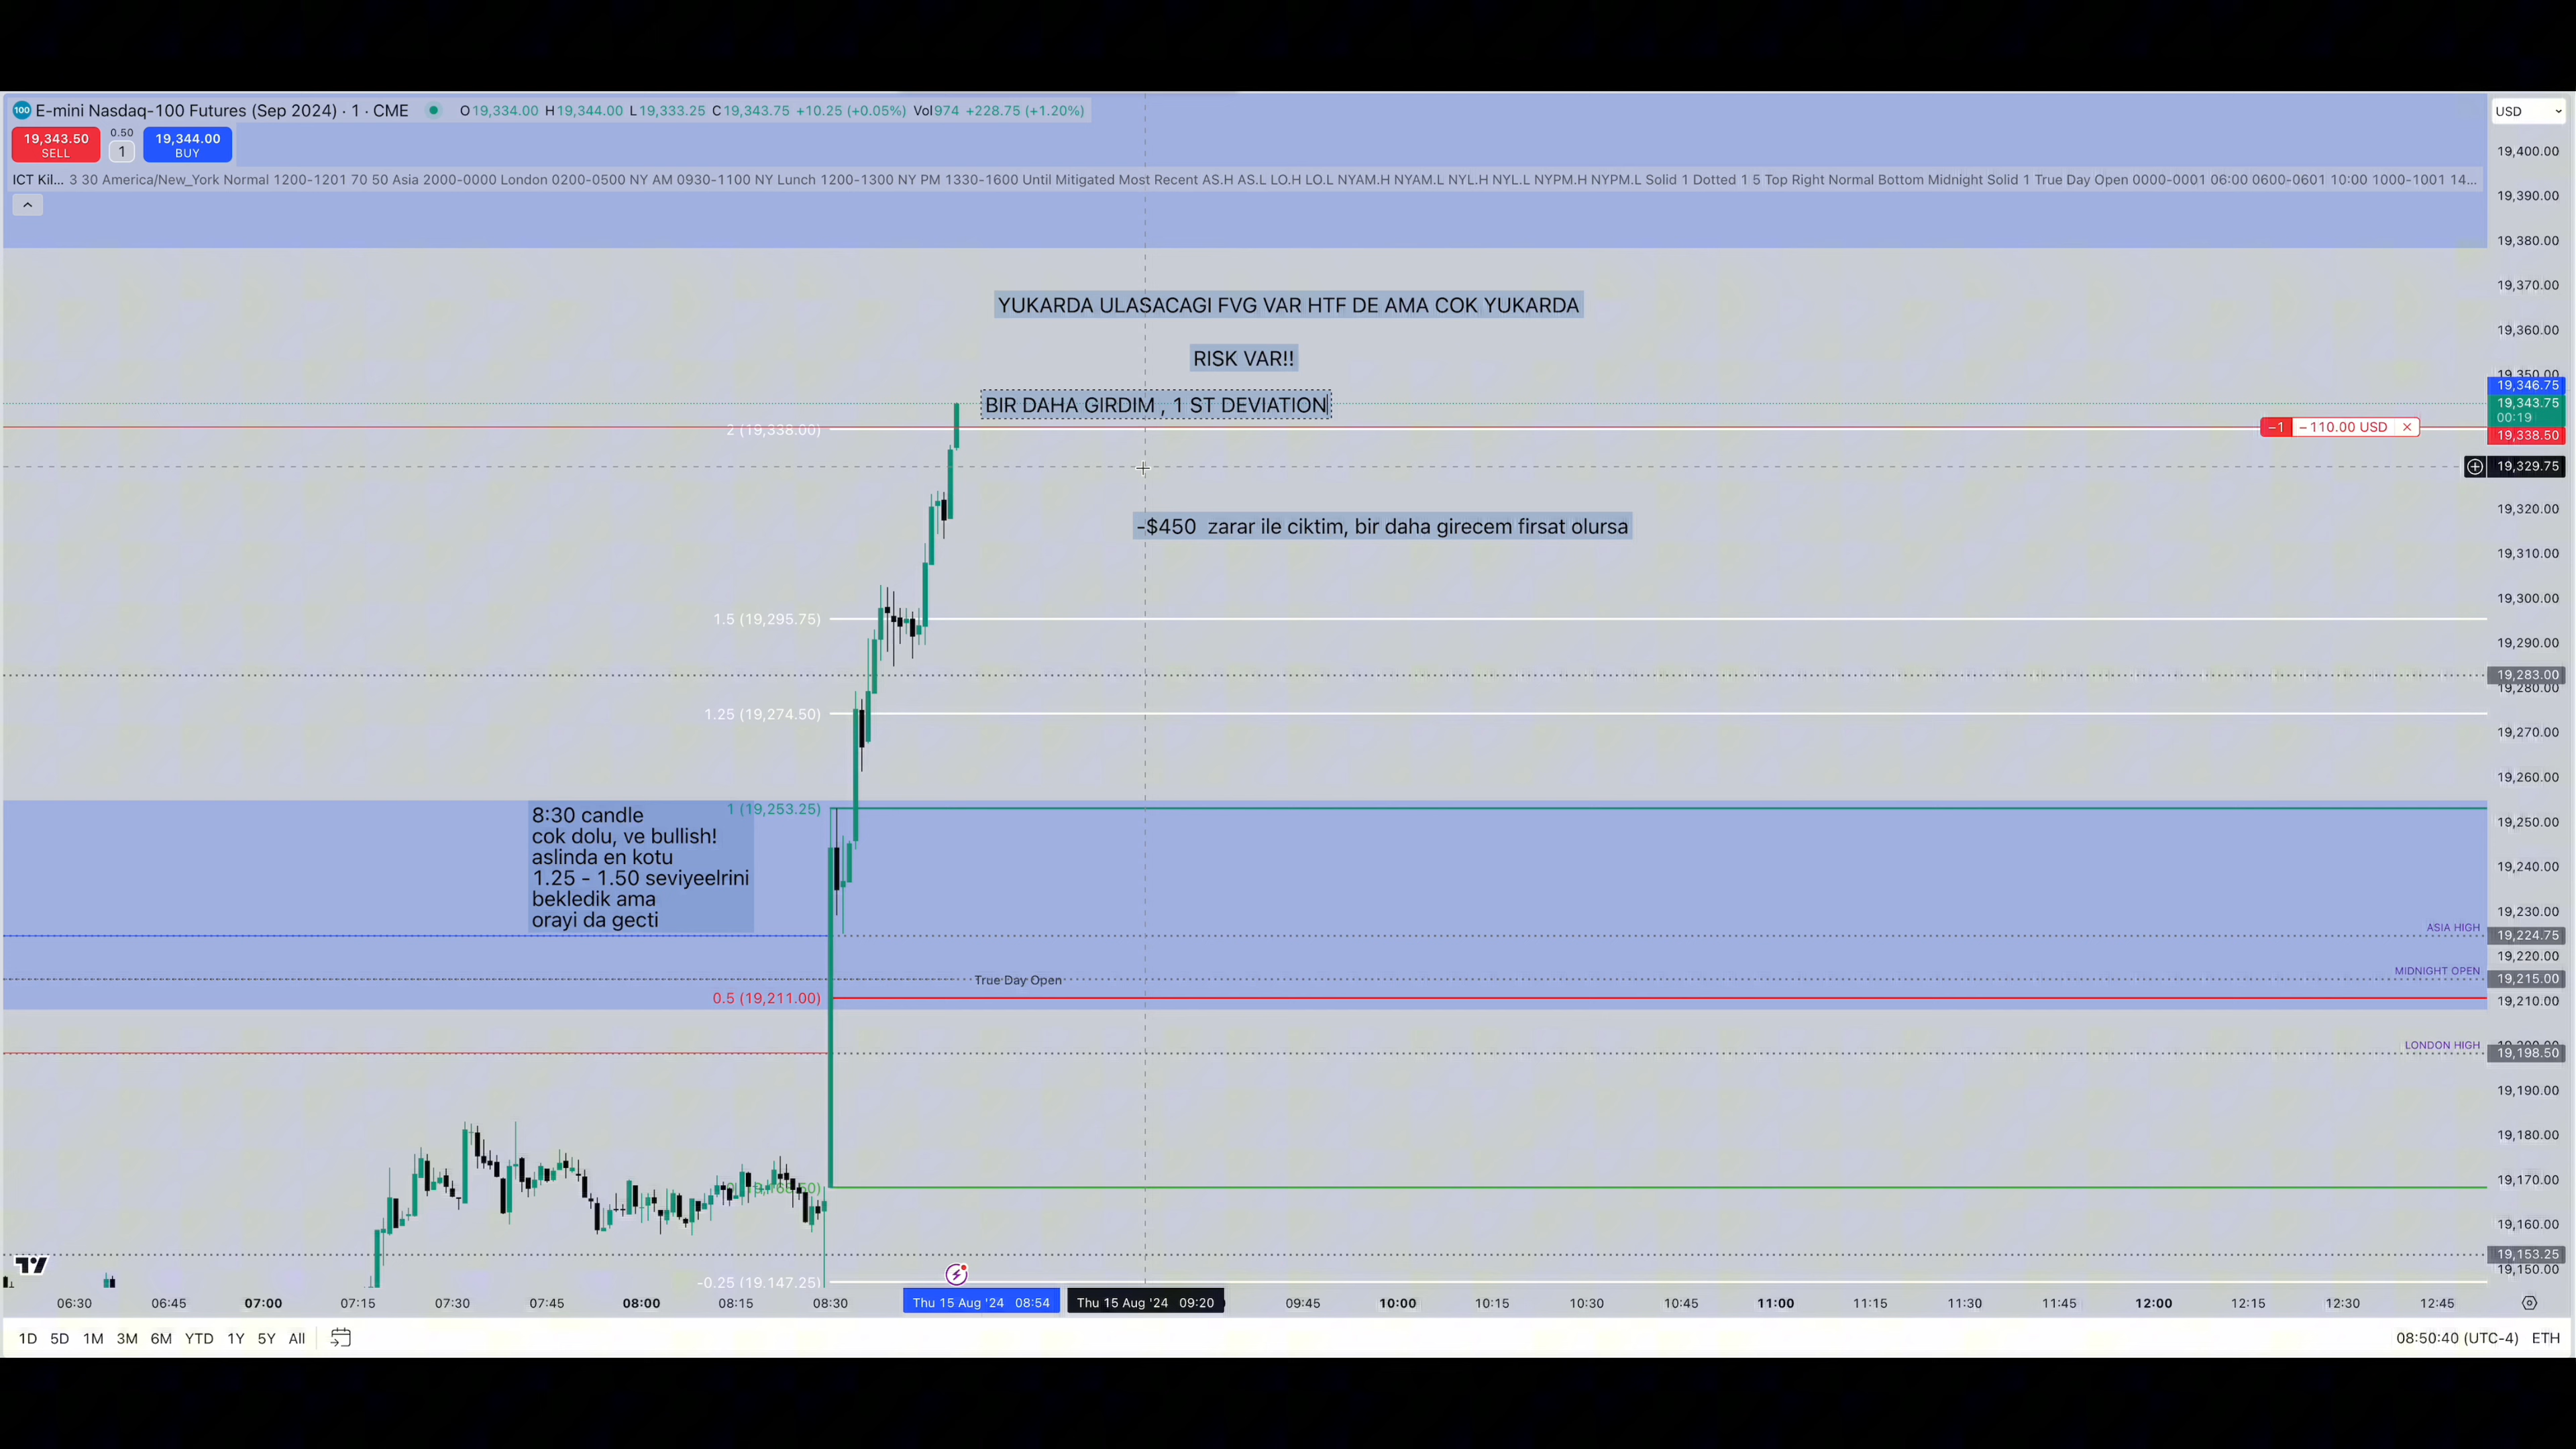 100 E-mini Nasdaq-100 Futures (Sep 2024) · 1 · CME O19,334.00 H19,344.00 L19,333.25 C19,343.75 +10.25 (+0.05%) Vol974 +228.75 (+1.20%)
USD
19,343.50 SELL 0.50 1 19,344.00 BUY
ICT Kil... 3 30 America/New_York Normal 1200-1201 70 50 Asia 2000-0000 London 0200-0500 NY AM 0930-1100 NY Lunch 1200-1300 NY PM 1330-1600 Until Mitigated Most Recent AS.H AS.L LO.H LO.L NYAM.H NYAM.L NYL.H NYL.L NYPM.H NYPM.L Solid 1 Dotted 1 5 Top Right Normal Bottom Midnight Solid 1 True Day Open 0000-0001 06:00 0600-0601 10:00 1000-1001 14...
19,400.00
19,390.00
19,380.00
19,370.00
YUKARDA ULASACAGI FVG VAR HTF DE AMA COK YUKARDA
19,360.00
RISK VAR!!
19,350.00
19,346.75
BIR DAHA GIRDIM , 1 ST DEVIATION
19,343.75
00:19
2 (19,338.00)
−1 −110.00 USD ×
19,338.50
19,329.75
19,320.00
-$450 zarar ile ciktim, bir daha girecem firsat olursa
19,310.00
19,300.00
1.5 (19,295.75)
19,290.00
19,283.00
19,280.00
1.25 (19,274.50)
19,270.00
19,260.00
1 (19,253.25)
8:30 candle
cok dolu, ve bullish!
aslinda en kotu
1.25 - 1.50 seviyeelrini
bekledik ama
orayi da gecti
19,250.00
19,240.00
19,230.00
ASIA HIGH
19,224.75
19,220.00
MIDNIGHT OPEN
True Day Open
19,215.00
0.5 (19,211.00)
19,210.00
LONDON HIGH
19,198.50
19,190.00
19,180.00
19,170.00
19,160.00
19,153.25
19,150.00
-0.25 (19,147.25)
06:30 06:45 07:00 07:15 07:30 07:45 08:00 08:15 08:30 Thu 15 Aug '24 08:54 Thu 15 Aug '24 09:20 09:45 10:00 10:15 10:30 10:45 11:00 11:15 11:30 11:45 12:00 12:15 12:30 12:45
1D 5D 1M 3M 6M YTD 1Y 5Y All
08:50:40 (UTC-4) ETH